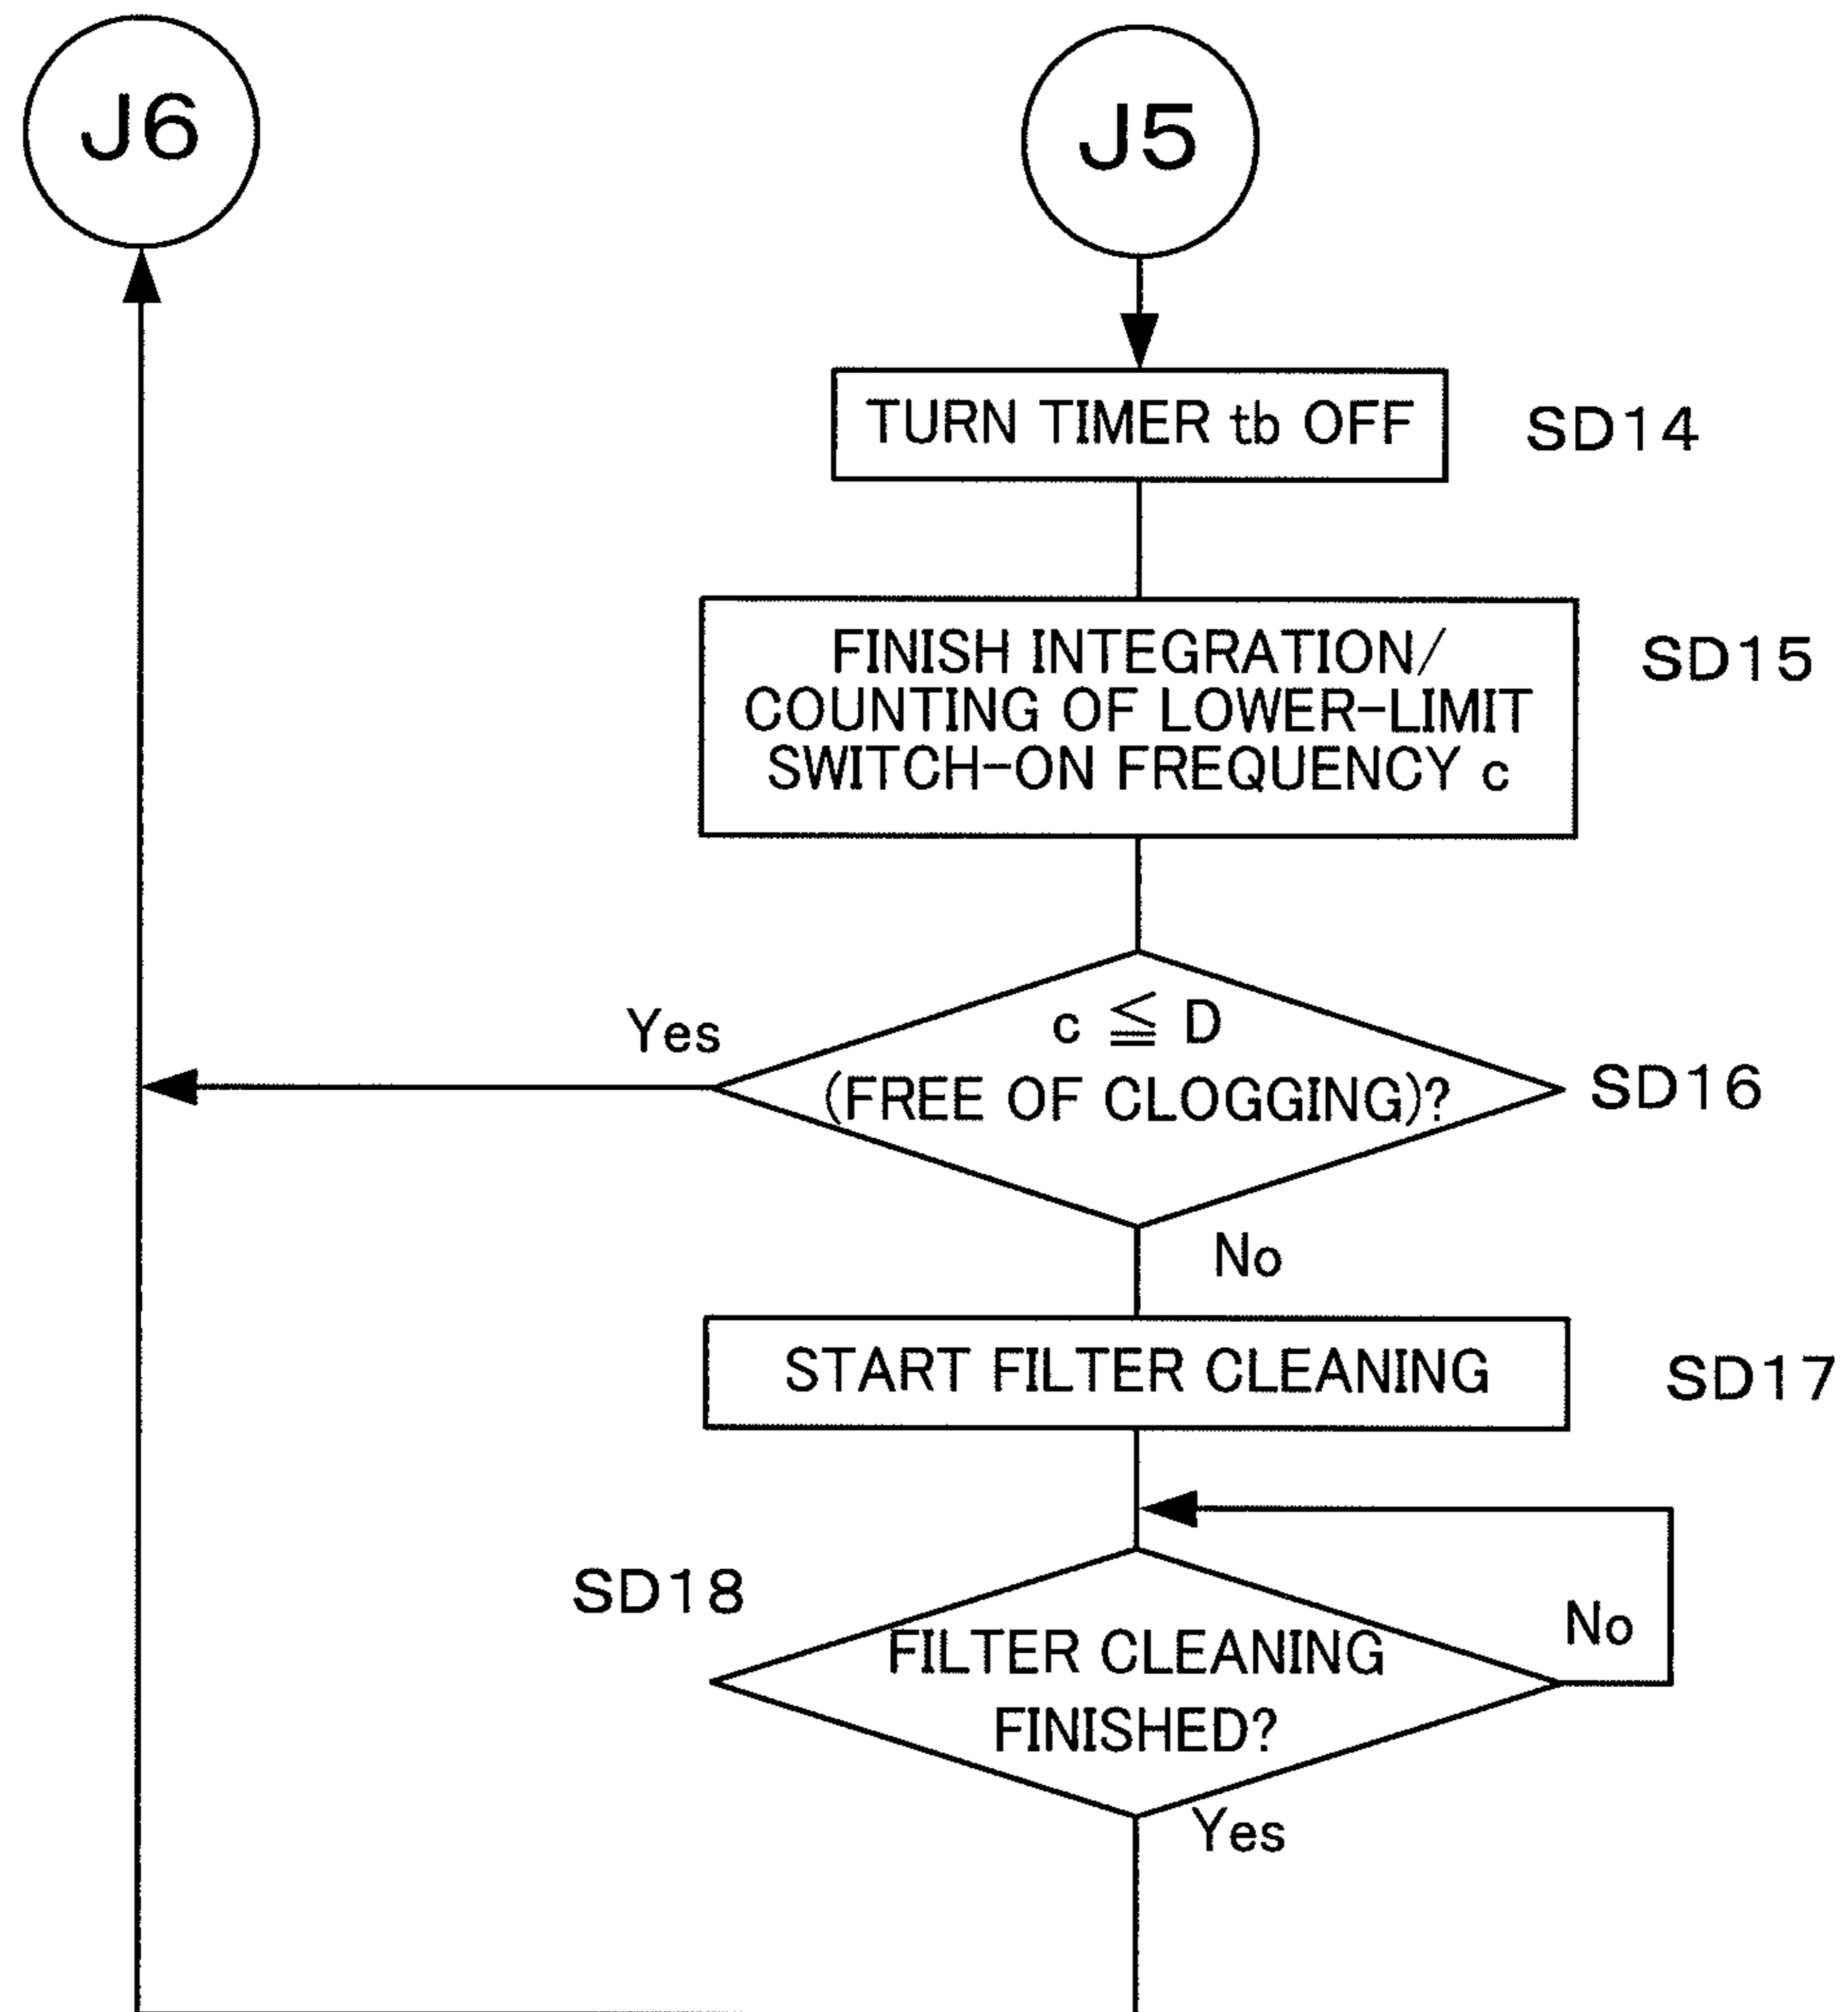 J6
J5
TURN TIMER tb OFF
SD14
FINISH INTEGRATION/
COUNTING OF LOWER-LIMIT
SWITCH-ON FREQUENCY c
SD15
Yes
c ≦ D
(FREE OF CLOGGING)?
SD16
No
START FILTER CLEANING
SD17
SD18
FILTER CLEANING
FINISHED?
No
Yes